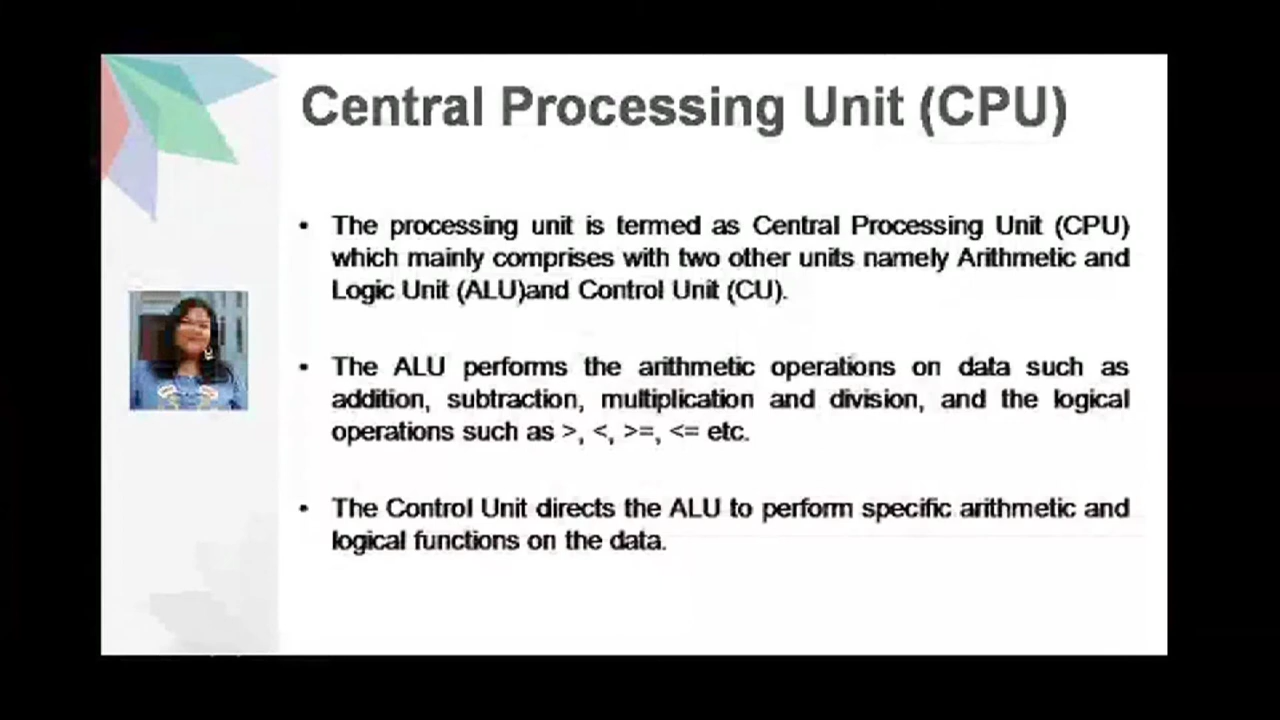 Central Processing Unit (CPU)
• The processing unit is termed as Central Processing Unit (CPU)
which mainly comprises with two other units namely Arithmetic and
Logic Unit (ALU)and Control Unit (CU).
• The ALU performs the arithmetic operations on data such as
addition, subtraction, multiplication and division, and the logical
operations such as >, <, >=, <= etc.
• The Control Unit directs the ALU to perform specific arithmetic and
logical functions on the data.